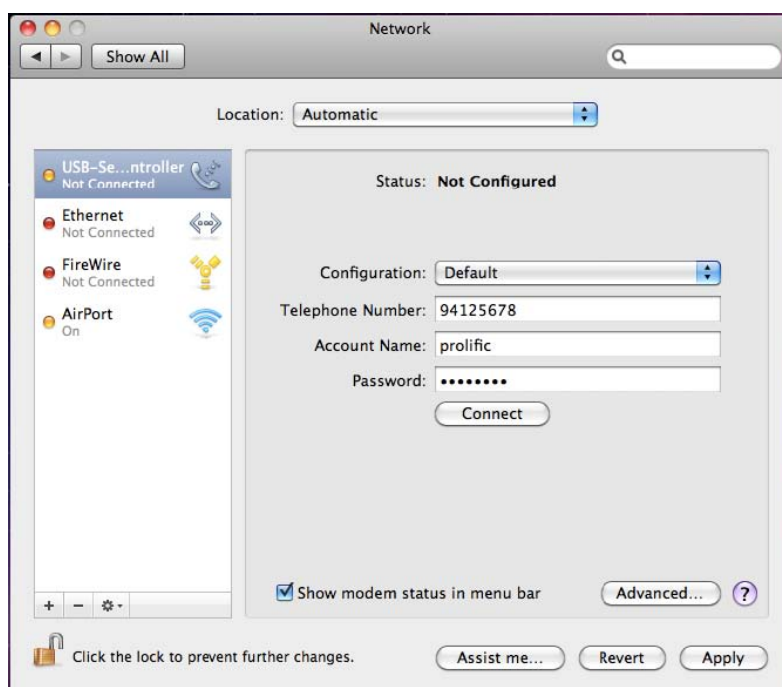 Network
Show All
Location: Automatic
USB-Se...ntroller
Not Connected
Ethernet
Not Connected
FireWire
Not Connected
AirPort
On
Status: Not Configured
Configuration: Default
Telephone Number: 94125678
Account Name: prolific
Password: ••••••••
Connect
Show modem status in menu bar
Advanced... ?
Click the lock to prevent further changes.
Assist me... Revert Apply